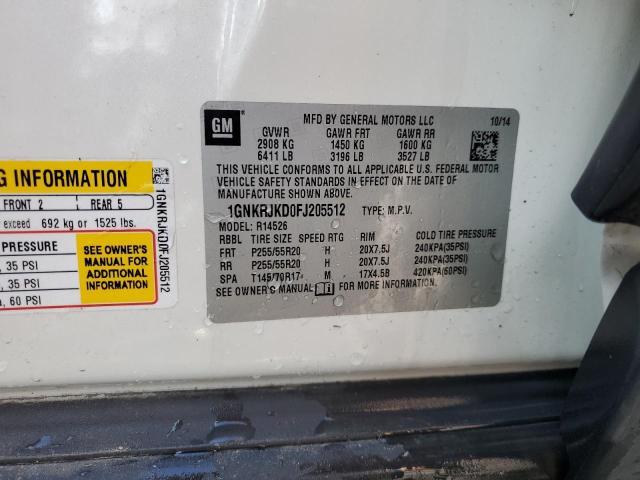 GM
MFD BY GENERAL MOTORS LLC 10/14
GVWR GAWR FRT GAWR RR
2908 KG 1450 KG 1600 KG
6411 LB 3196 LB 3527 LB
THIS VEHICLE CONFORMS TO ALL APPLICABLE U.S. FEDERAL MOTOR
VEHICLE SAFETY STANDARDS IN EFFECT ON THE DATE OF
MANUFACTURE SHOWN ABOVE.
1GNKRJKD0FJ205512 TYPE: M.P.V.
MODEL: R14526
RBBL TIRE SIZE SPEED RTG RIM COLD TIRE PRESSURE
FRT P255/55R20 H 20X7.5J 240KPA(35PSI)
RR P255/55R20 H 20X7.5J 240KPA(35PSI)
SPA T145/70R17 M 17X4.5B 420KPA(60PSI)
SEE OWNER'S MANUAL FOR MORE INFORMATION.
G INFORMATION
FRONT 2 REAR 5
exceed 692 kg or 1525 lbs.
PRESSURE
, 35 PSI
, 35 PSI
a, 60 PSI
SEE OWNER'S
MANUAL FOR
ADDITIONAL
INFORMATION
1GNKRJKD0FJ205512